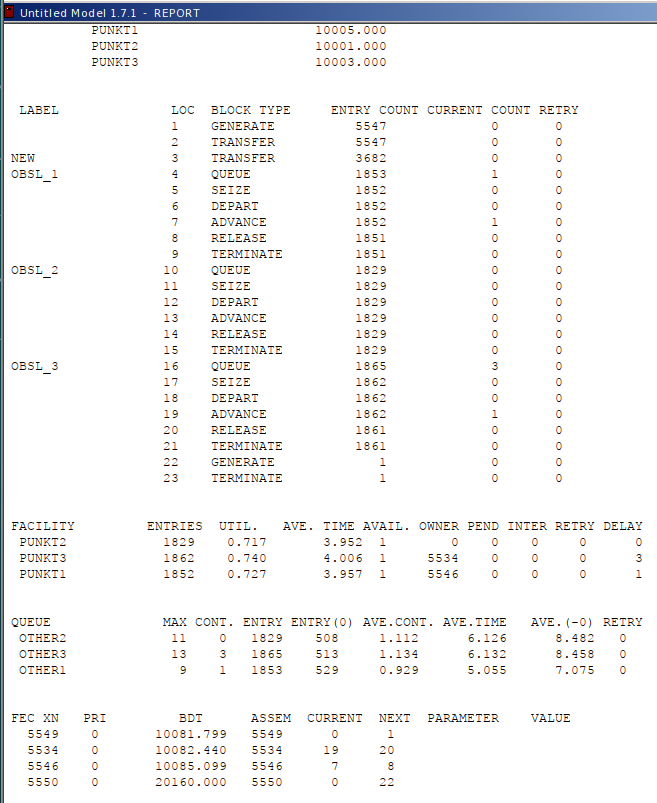 Untitled Model 1.7.1 - REPORT
PUNKT1 10005.000
PUNKT2 10001.000
PUNKT3 10003.000
LABEL LOC BLOCK TYPE ENTRY COUNT CURRENT COUNT RETRY
1 GENERATE 5547 0 0
2 TRANSFER 5547 0 0
NEW 3 TRANSFER 3682 0 0
OBSL_1 4 QUEUE 1853 1 0
5 SEIZE 1852 0 0
6 DEPART 1852 0 0
7 ADVANCE 1852 1 0
8 RELEASE 1851 0 0
9 TERMINATE 1851 0 0
OBSL_2 10 QUEUE 1829 0 0
11 SEIZE 1829 0 0
12 DEPART 1829 0 0
13 ADVANCE 1829 0 0
14 RELEASE 1829 0 0
15 TERMINATE 1829 0 0
OBSL_3 16 QUEUE 1865 3 0
17 SEIZE 1862 0 0
18 DEPART 1862 0 0
19 ADVANCE 1862 1 0
20 RELEASE 1861 0 0
21 TERMINATE 1861 0 0
22 GENERATE 1 0 0
23 TERMINATE 1 0 0
FACILITY ENTRIES UTIL. AVE. TIME AVAIL. OWNER PEND INTER RETRY DELAY
PUNKT2 1829 0.717 3.952 1 0 0 0 0 0
PUNKT3 1862 0.740 4.006 1 5534 0 0 0 3
PUNKT1 1852 0.727 3.957 1 5546 0 0 0 1
QUEUE MAX CONT. ENTRY ENTRY(0) AVE.CONT. AVE.TIME AVE.(-0) RETRY
OTHER2 11 0 1829 508 1.112 6.126 8.482 0
OTHER3 13 3 1865 513 1.134 6.132 8.458 0
OTHER1 9 1 1853 529 0.929 5.055 7.075 0
FEC XN PRI BDT ASSEM CURRENT NEXT PARAMETER VALUE
5549 0 10081.799 5549 0 1
5534 0 10082.440 5534 19 20
5546 0 10085.099 5546 7 8
5550 0 20160.000 5550 0 22